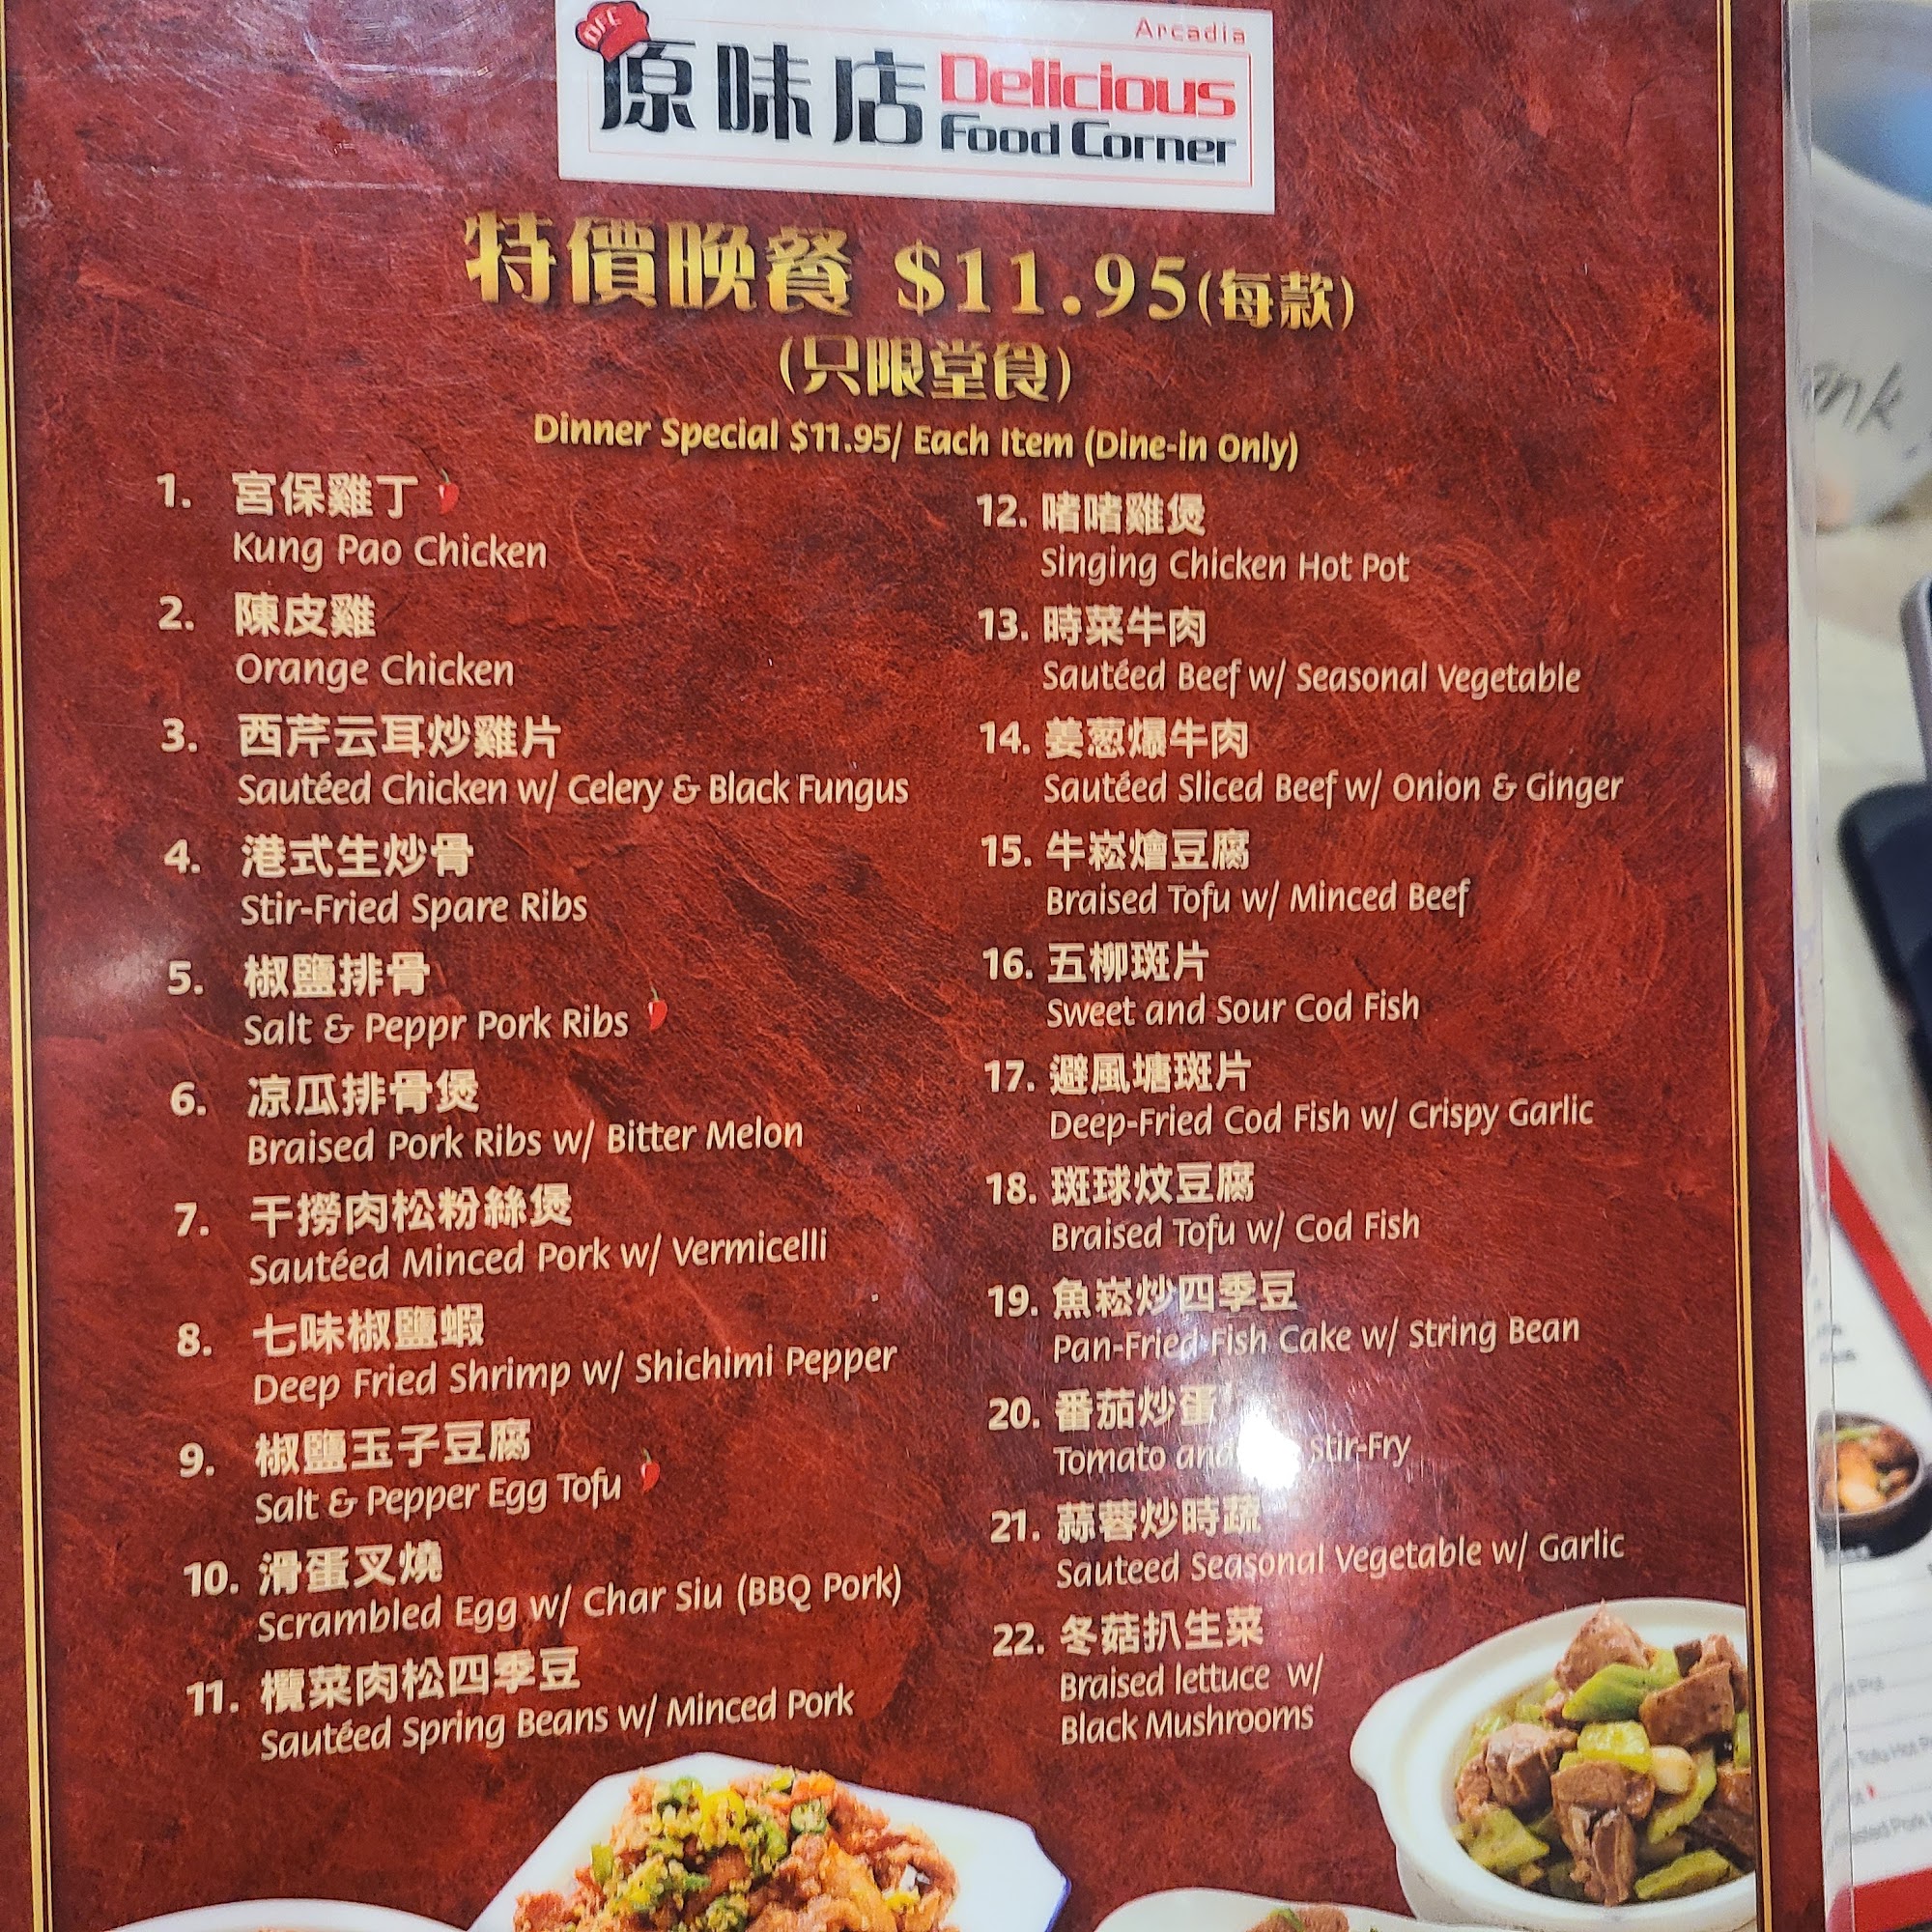 Arcadia
DFC
原味店 Delicious
Food Corner
特價晚餐 $11.95(每款)
(只限堂食)
Dinner Special $11.95/ Each Item (Dine-in Only)
1. 宮保雞丁
Kung Pao Chicken
2. 陳皮雞
Orange Chicken
3. 西芹云耳炒雞片
Sautéed Chicken w/ Celery & Black Fungus
4. 港式生炒骨
Stir-Fried Spare Ribs
5. 椒鹽排骨
Salt & Peppr Pork Ribs
6. 凉瓜排骨煲
Braised Pork Ribs w/ Bitter Melon
7. 干撈肉松粉絲煲
Sautéed Minced Pork w/ Vermicelli
8. 七味椒鹽蝦
Deep Fried Shrimp w/ Shichimi Pepper
9. 椒鹽玉子豆腐
Salt & Pepper Egg Tofu
10. 滑蛋叉燒
Scrambled Egg w/ Char Siu (BBQ Pork)
11. 欖菜肉松四季豆
Sautéed Spring Beans w/ Minced Pork
12. 啫啫雞煲
Singing Chicken Hot Pot
13. 時菜牛肉
Sautéed Beef w/ Seasonal Vegetable
14. 姜葱爆牛肉
Sautéed Sliced Beef w/ Onion & Ginger
15. 牛崧燴豆腐
Braised Tofu w/ Minced Beef
16. 五柳斑片
Sweet and Sour Cod Fish
17. 避風塘斑片
Deep-Fried Cod Fish w/ Crispy Garlic
18. 斑球炆豆腐
Braised Tofu w/ Cod Fish
19. 魚崧炒四季豆
Pan-Fried Fish Cake w/ String Bean
20. 番茄炒蛋
Tomato and Stir-Fry
21. 蒜蓉炒時蔬
Sauteed Seasonal Vegetable w/ Garlic
22. 冬菇扒生菜
Braised lettuce w/
Black Mushrooms